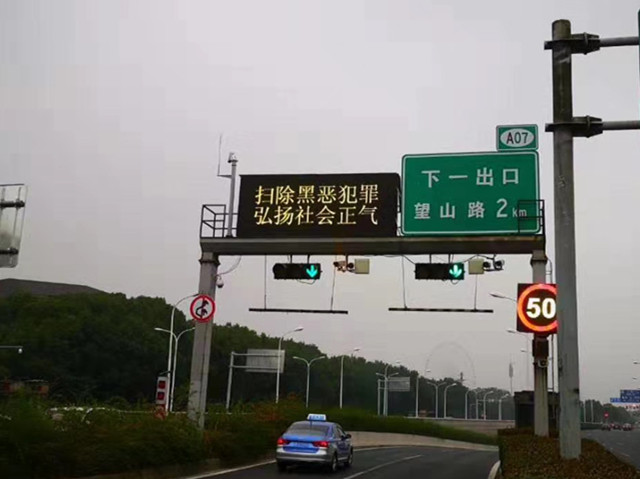 扫除黑恶犯罪
弘扬社会正气
A07
下一出口
望山路 2km
50